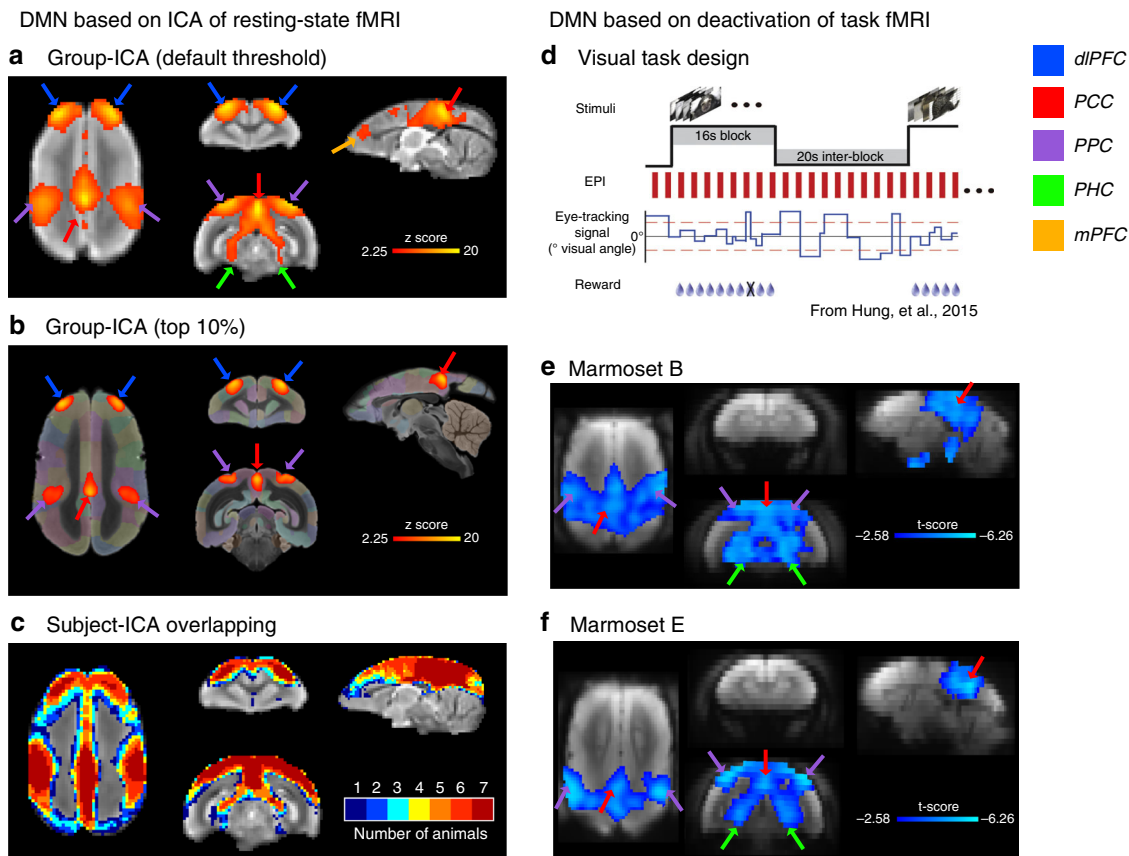 DMN based on ICA of resting-state fMRI
a Group-ICA (default threshold)
z score
2.25 20
b Group-ICA (top 10%)
z score
2.25 20
c Subject-ICA overlapping
1 2 3 4 5 6 7
Number of animals
DMN based on deactivation of task fMRI
d Visual task design
Stimuli
16s block
20s inter-block
EPI
Eye-tracking
signal
(° visual angle)
0°
Reward
X
From Hung, et al., 2015
dlPFC
PCC
PPC
PHC
mPFC
e Marmoset B
t-score
−2.58 −6.26
f Marmoset E
t-score
−2.58 −6.26